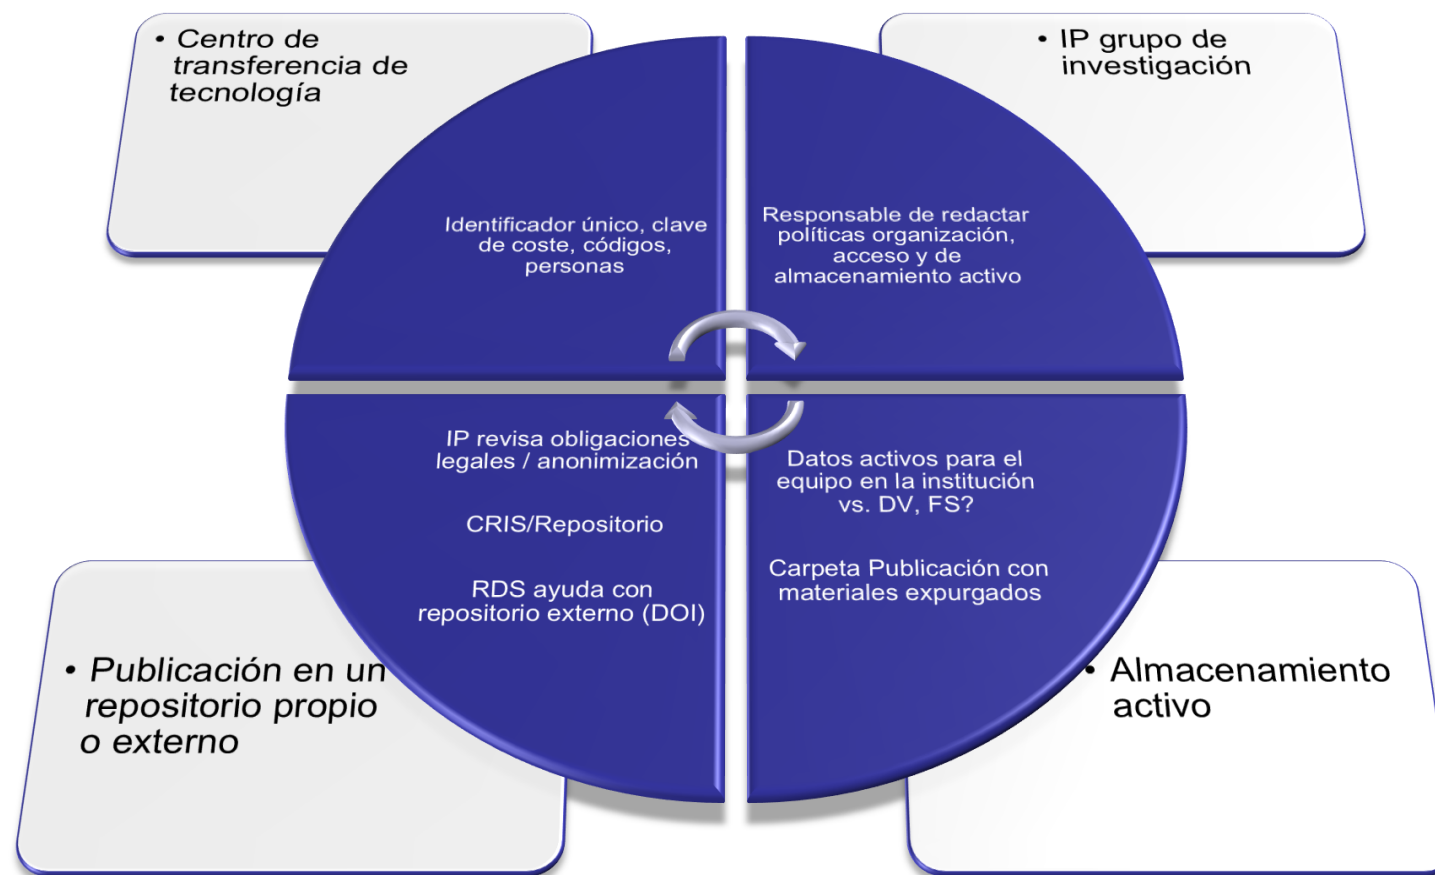 • Centro de
transferencia de
tecnología
• IP grupo de
investigación
Identificador único, clave
de coste, códigos,
personas
Responsable de redactar
políticas organización,
acceso y de
almacenamiento activo
IP revisa obligaciones
legales / anonimización
CRIS/Repositorio
RDS ayuda con
repositorio externo (DOI)
Datos activos para el
equipo en la institución
vs. DV, FS?
Carpeta Publicación con
materiales expurgados
• Publicación en un
repositorio propio
o externo
• Almacenamiento
activo